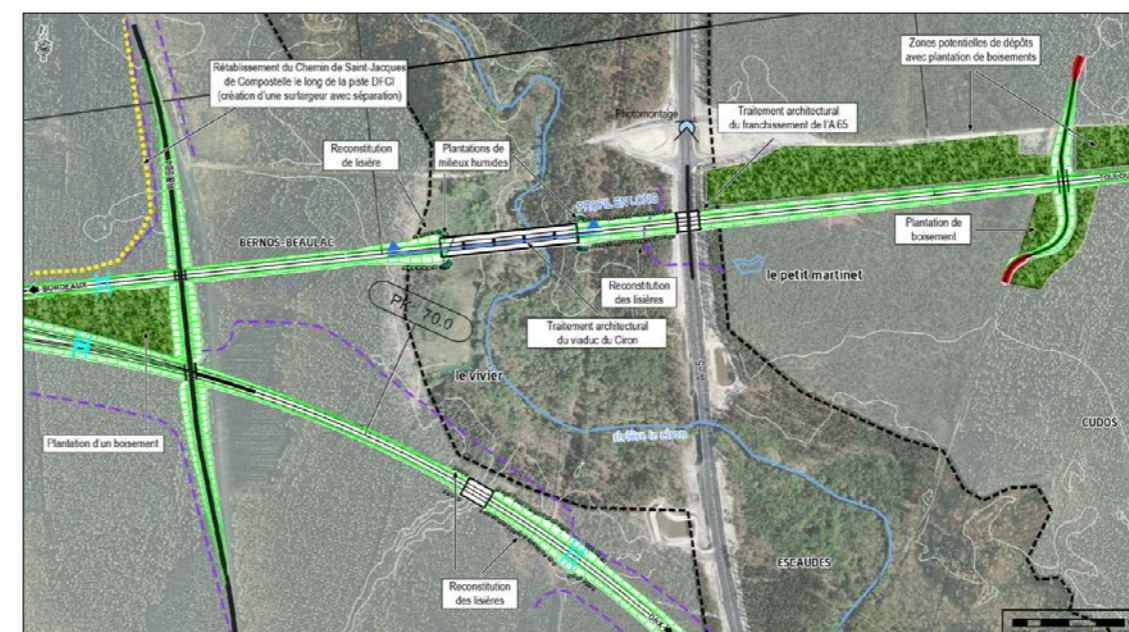 Rétablissement du Chemin de Saint-Jacques
de Compostelle le long de la piste DFCI
(création d'une surlargeur avec séparation)
Reconstitution
de lisière
Plantations de
milieux humides
Photomontage
Traitement architectural
du franchissement de l'A 65
Zones potentielles de dépôts
avec plantation de boisements
BERNOS-BEAULAC
PROFIL EN LONG
Plantation de
boisement
BORDEAUX
PK 70.0
Reconstitution
des lisières
le petit martinet
Traitement architectural
du viaduc du Ciron
le vivier
A 65
Plantation d'un boisement
rivière le ciron
CUDOS
ESCAUDES
Reconstitution
des lisières
DAX